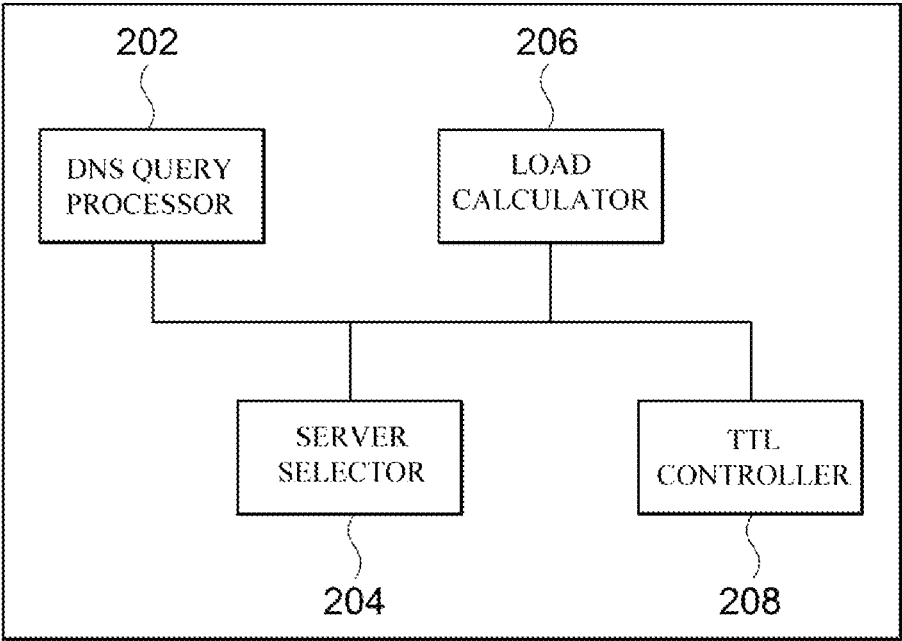 202
206
DNS QUERY
PROCESSOR
LOAD
CALCULATOR
SERVER
SELECTOR
TTL
CONTROLLER
204
208